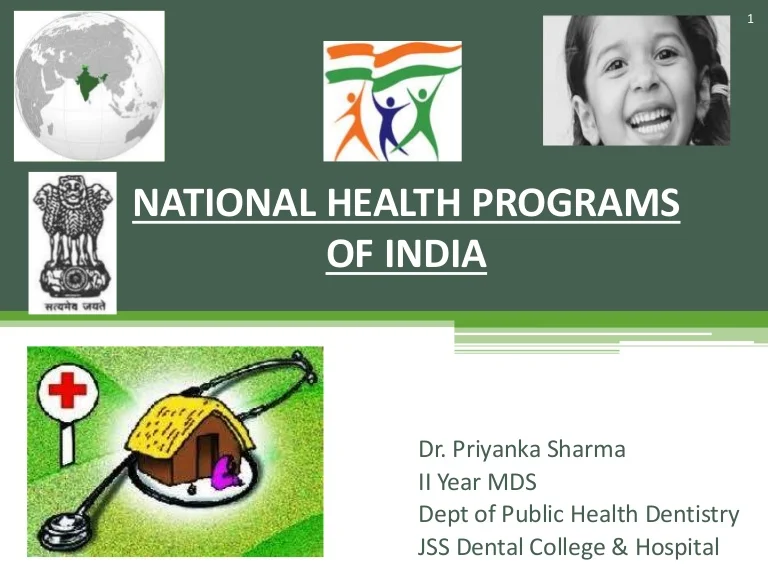 1
NATIONAL HEALTH PROGRAMS
OF INDIA
सत्यमेव जयते
Dr. Priyanka Sharma
II Year MDS
Dept of Public Health Dentistry
JSS Dental College & Hospital